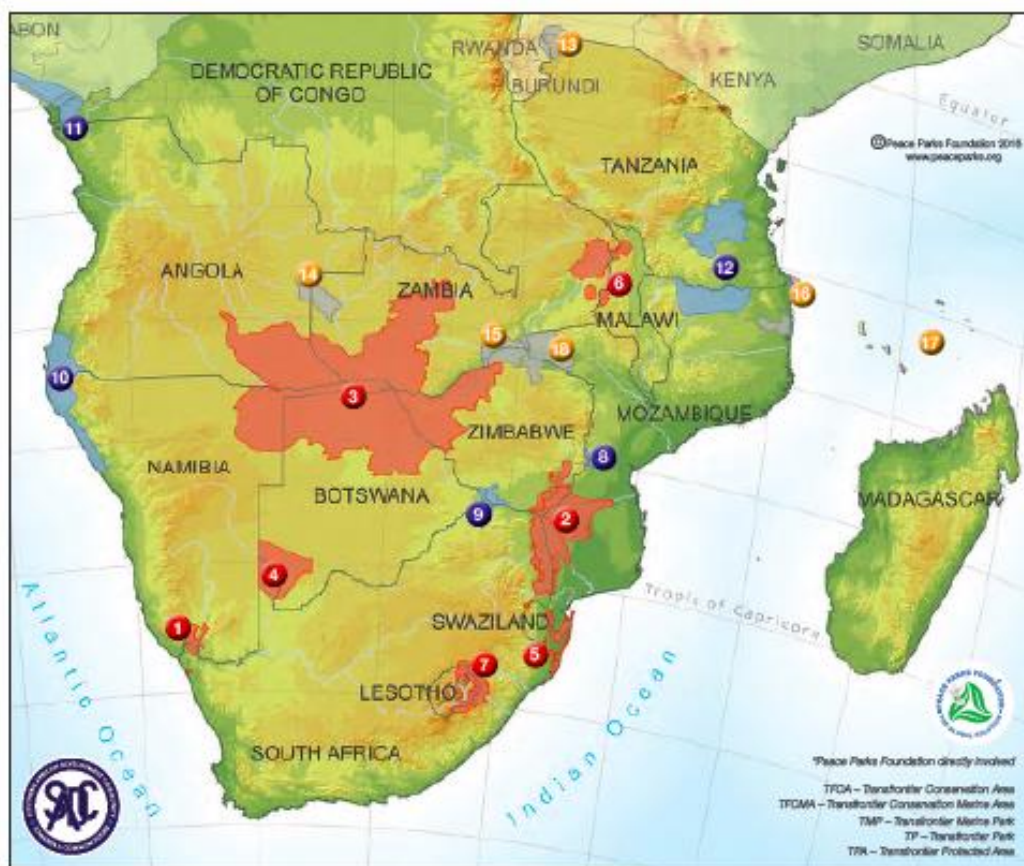 ABON
RWANDA
13
SOMALIA
DEMOCRATIC REPUBLIC
OF CONGO
BURUNDI
KENYA
Equator
11
© Peace Parks Foundation 2018
www.peaceparks.org
TANZANIA
ANGOLA
14
ZAMBIA
6
12
16
MALAWI
15
18
17
10
3
MOZAMBIQUE
ZIMBABWE
NAMIBIA
BOTSWANA
8
9
2
MADAGASCAR
4
Tropic of Capricorn
1
SWAZILAND
5
7
LESOTHO
Atlantic Ocean
Indian Ocean
SOUTH AFRICA
SADC
*Peace Parks Foundation directly involved
TFCA – Transfrontier Conservation Area
TFCMA – Transfrontier Conservation Marine Area
TMP – Transfrontier Marine Park
TP – Transfrontier Park
TPA – Transfrontier Protected Area